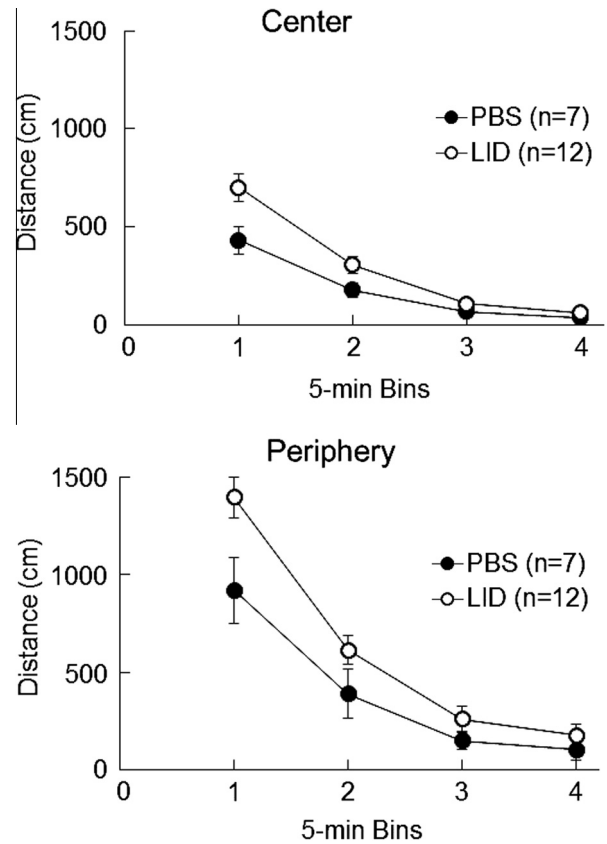 Center
1500
1000
500
0
Distance (cm)
PBS (n=7)
LID (n=12)
0 1 2 3 4
5-min Bins
Periphery
1500
1000
500
0
Distance (cm)
PBS (n=7)
LID (n=12)
0 1 2 3 4
5-min Bins